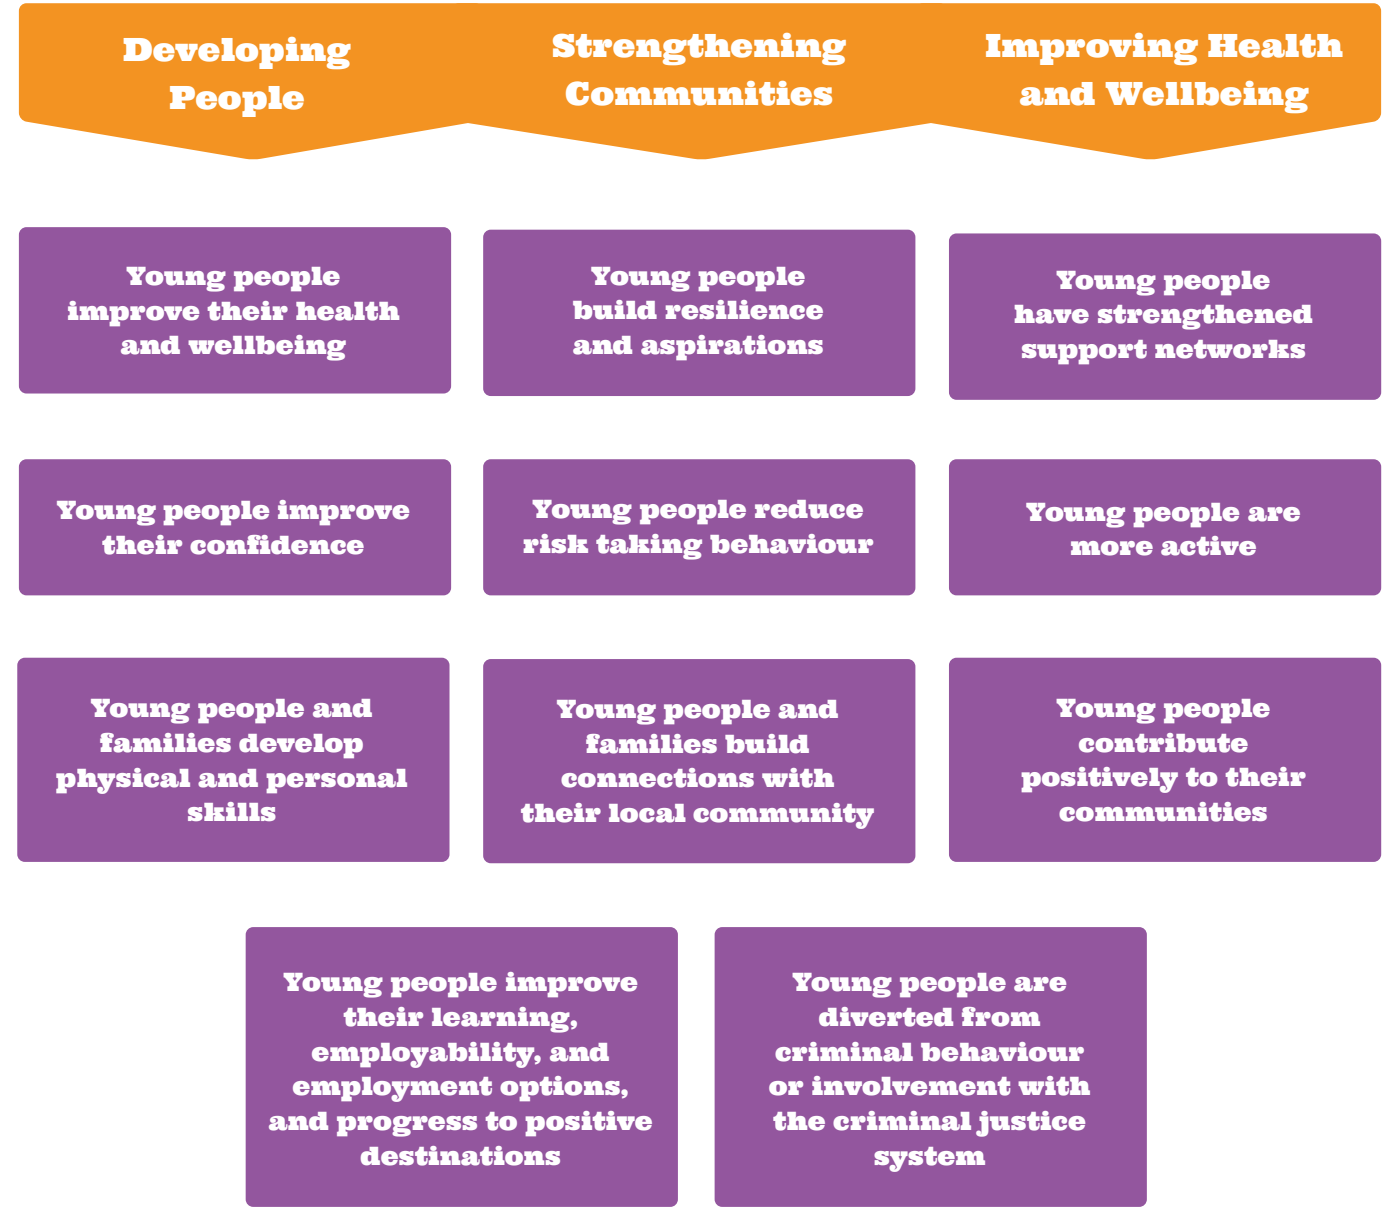 Developing
People
Strengthening
Communities
Improving Health
and Wellbeing
Young people
improve their health
and wellbeing
Young people
build resilience
and aspirations
Young people
have strengthened
support networks
Young people improve
their confidence
Young people reduce
risk taking behaviour
Young people are
more active
Young people and
families develop
physical and personal
skills
Young people and
families build
connections with
their local community
Young people
contribute
positively to their
communities
Young people improve
their learning,
employability, and
employment options,
and progress to positive
destinations
Young people are
diverted from
criminal behaviour
or involvement with
the criminal justice
system